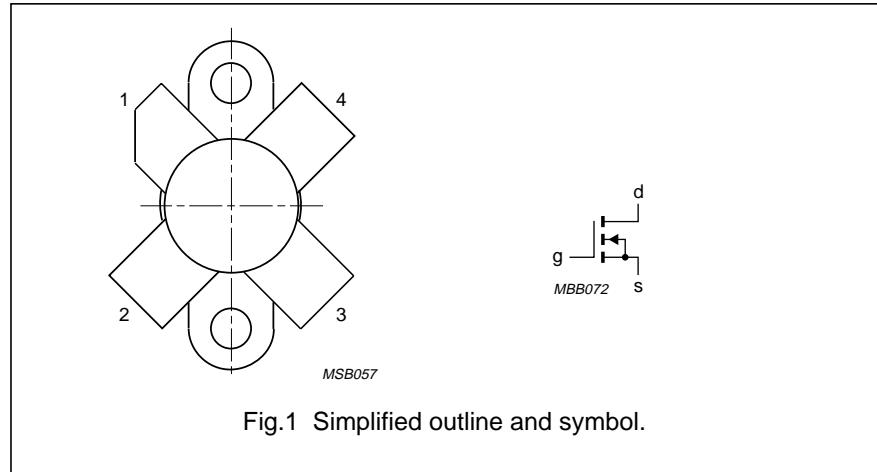 1
4
2
3
MSB057
d
g
MBB072
s
Fig.1 Simplified outline and symbol.